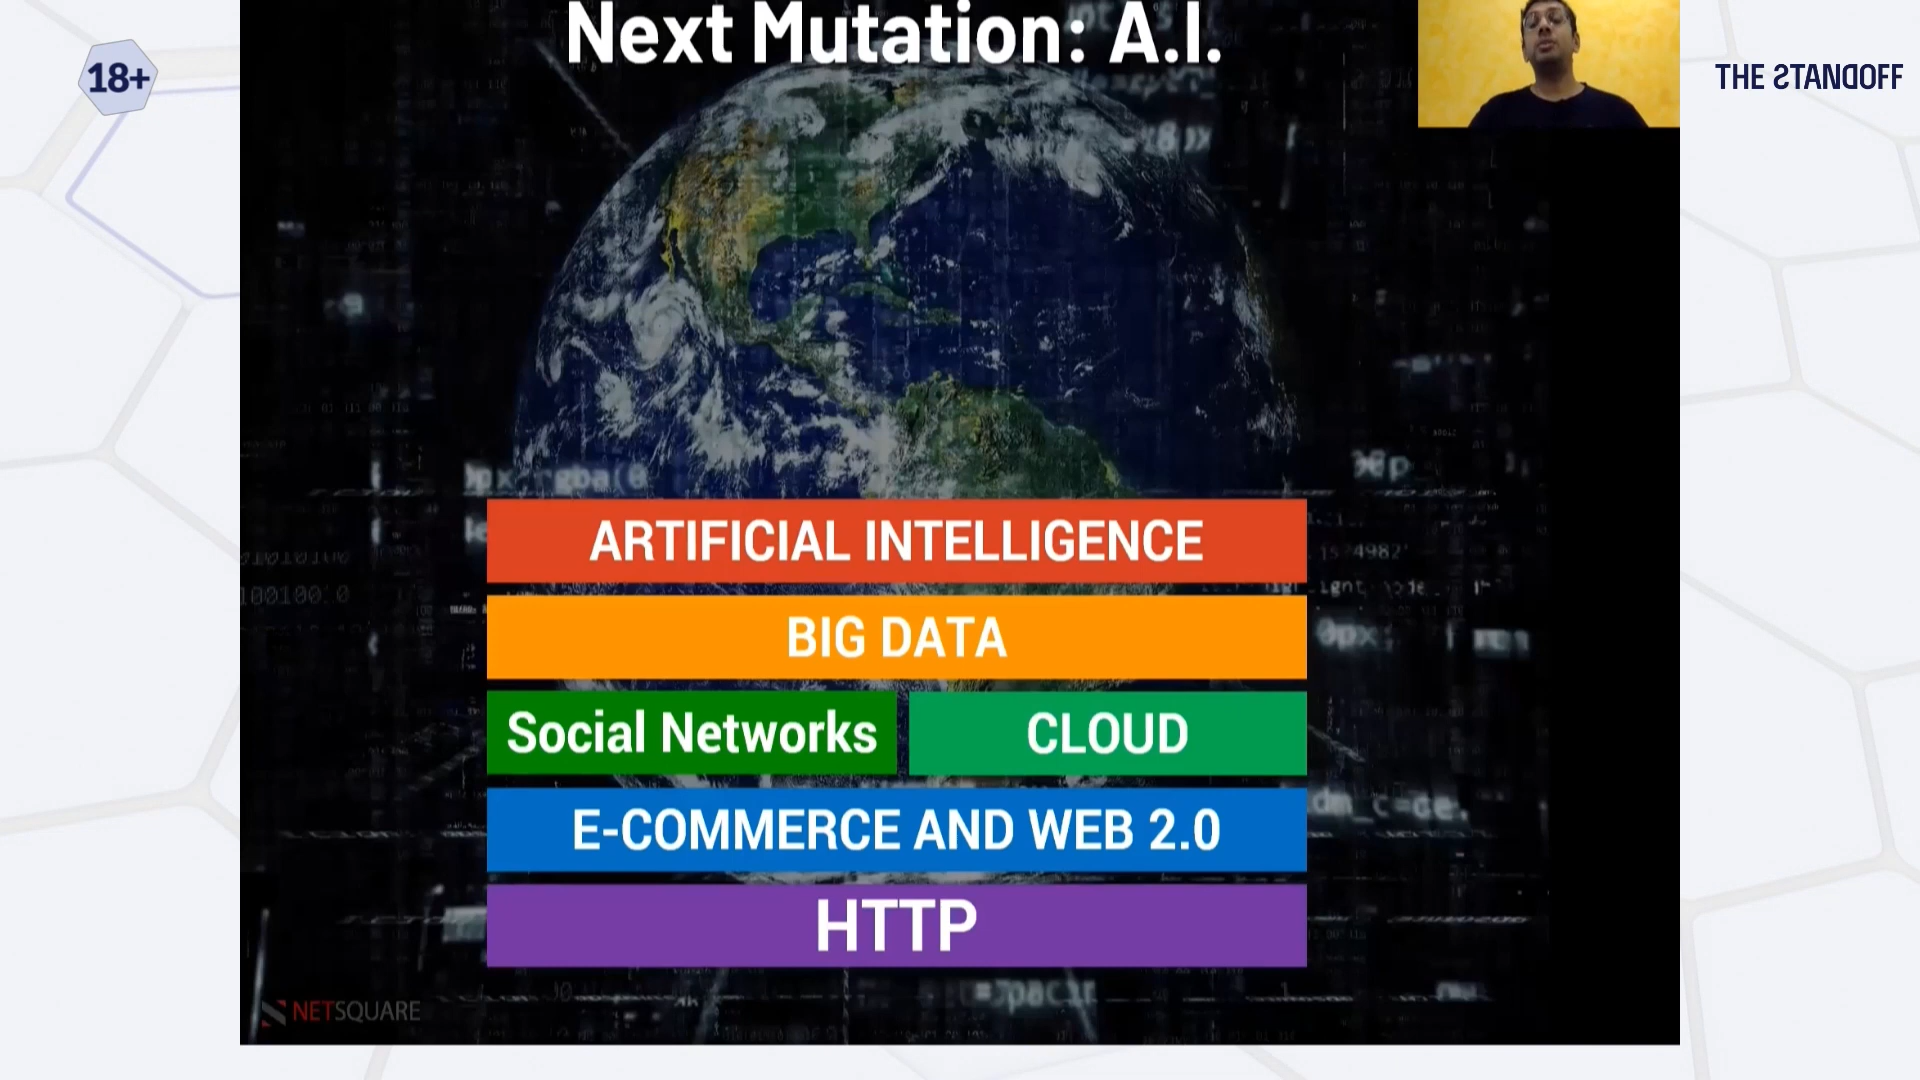 Next Mutation: A.I.
18+
THE STANDOFF
ARTIFICIAL INTELLIGENCE
BIG DATA
Social Networks
CLOUD
E-COMMERCE AND WEB 2.0
HTTP
NETSQUARE